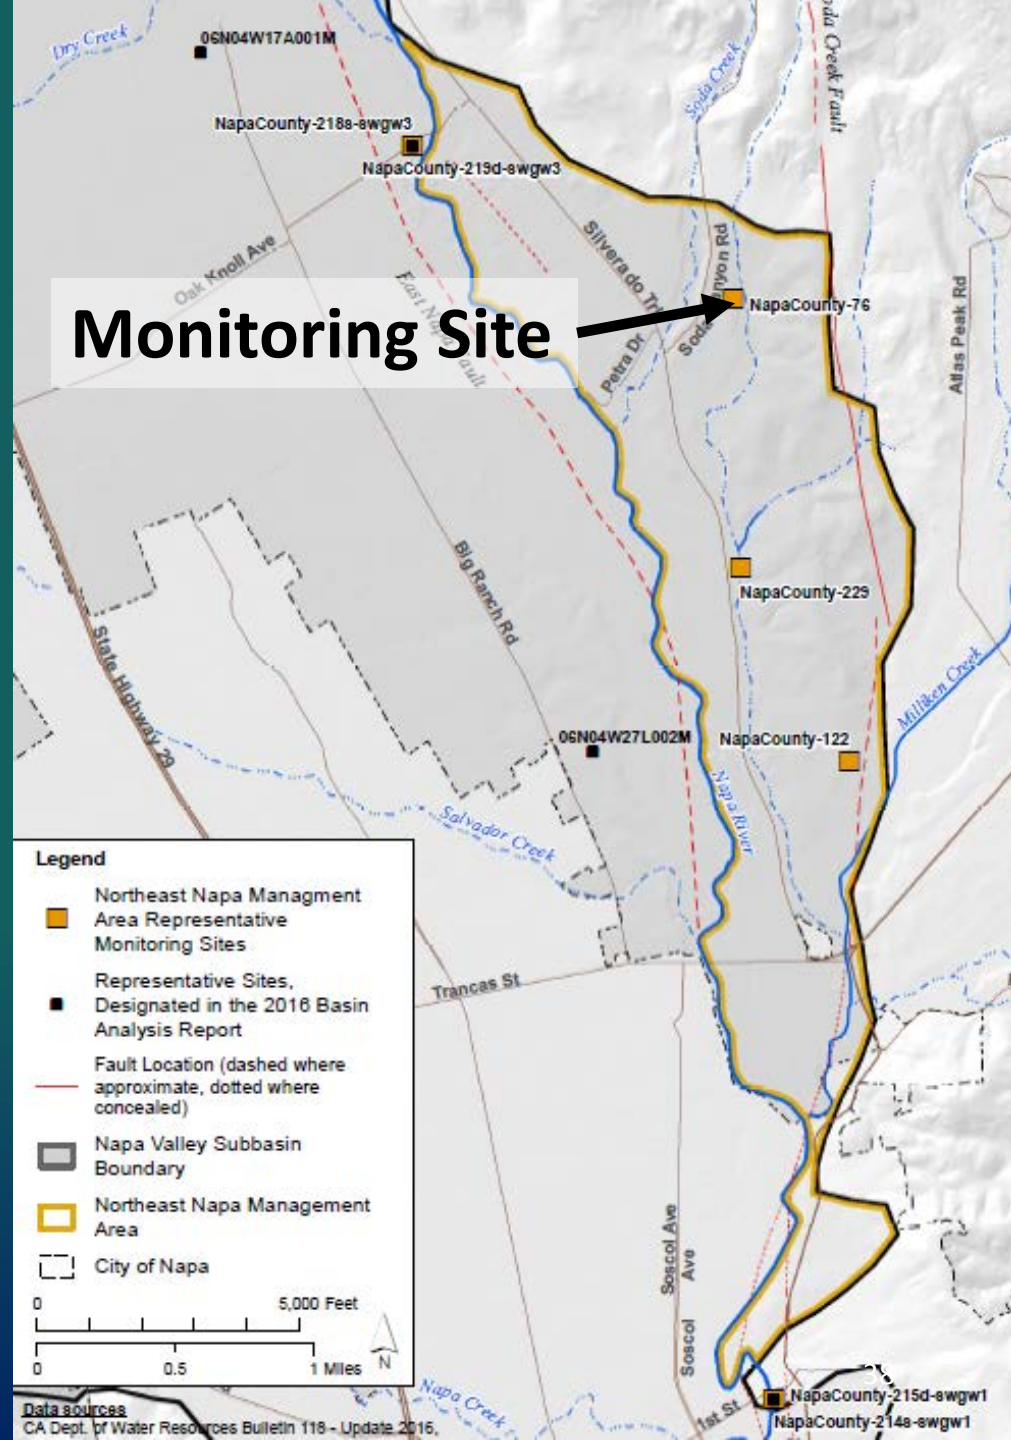 Dry Creek
06N04W17A001M
Soda Creek
Soda Creek Fault
NapaCounty-218s-swgw3
NapaCounty-219d-swgw3
Oak Knoll Ave
Silverado
East Napa Fault
NapaCounty-76
Monitoring Site
Petra Dr
Atlas Peak Rd
Big Ranch Rd
NapaCounty-229
State Highway 29
Milliken Creek
06N04W27L002M
NapaCounty-122
Napa River
Salvador Creek
Trancas St
Legend
Northeast Napa Managment
Area Representative
Monitoring Sites
Representative Sites,
Designated in the 2016 Basin
Analysis Report
Fault Location (dashed where
approximate, dotted where
concealed)
Napa Valley Subbasin
Boundary
Northeast Napa Management
Area
City of Napa
0 5,000 Feet
0 0.5 1 Miles
N
Soscol Ave
Soscol Ave
1st St
Napa Creek
NapaCounty-215d-swgw1
NapaCounty-214s-swgw1
Data sources
CA Dept. of Water Resources Bulletin 118 - Update 2016,